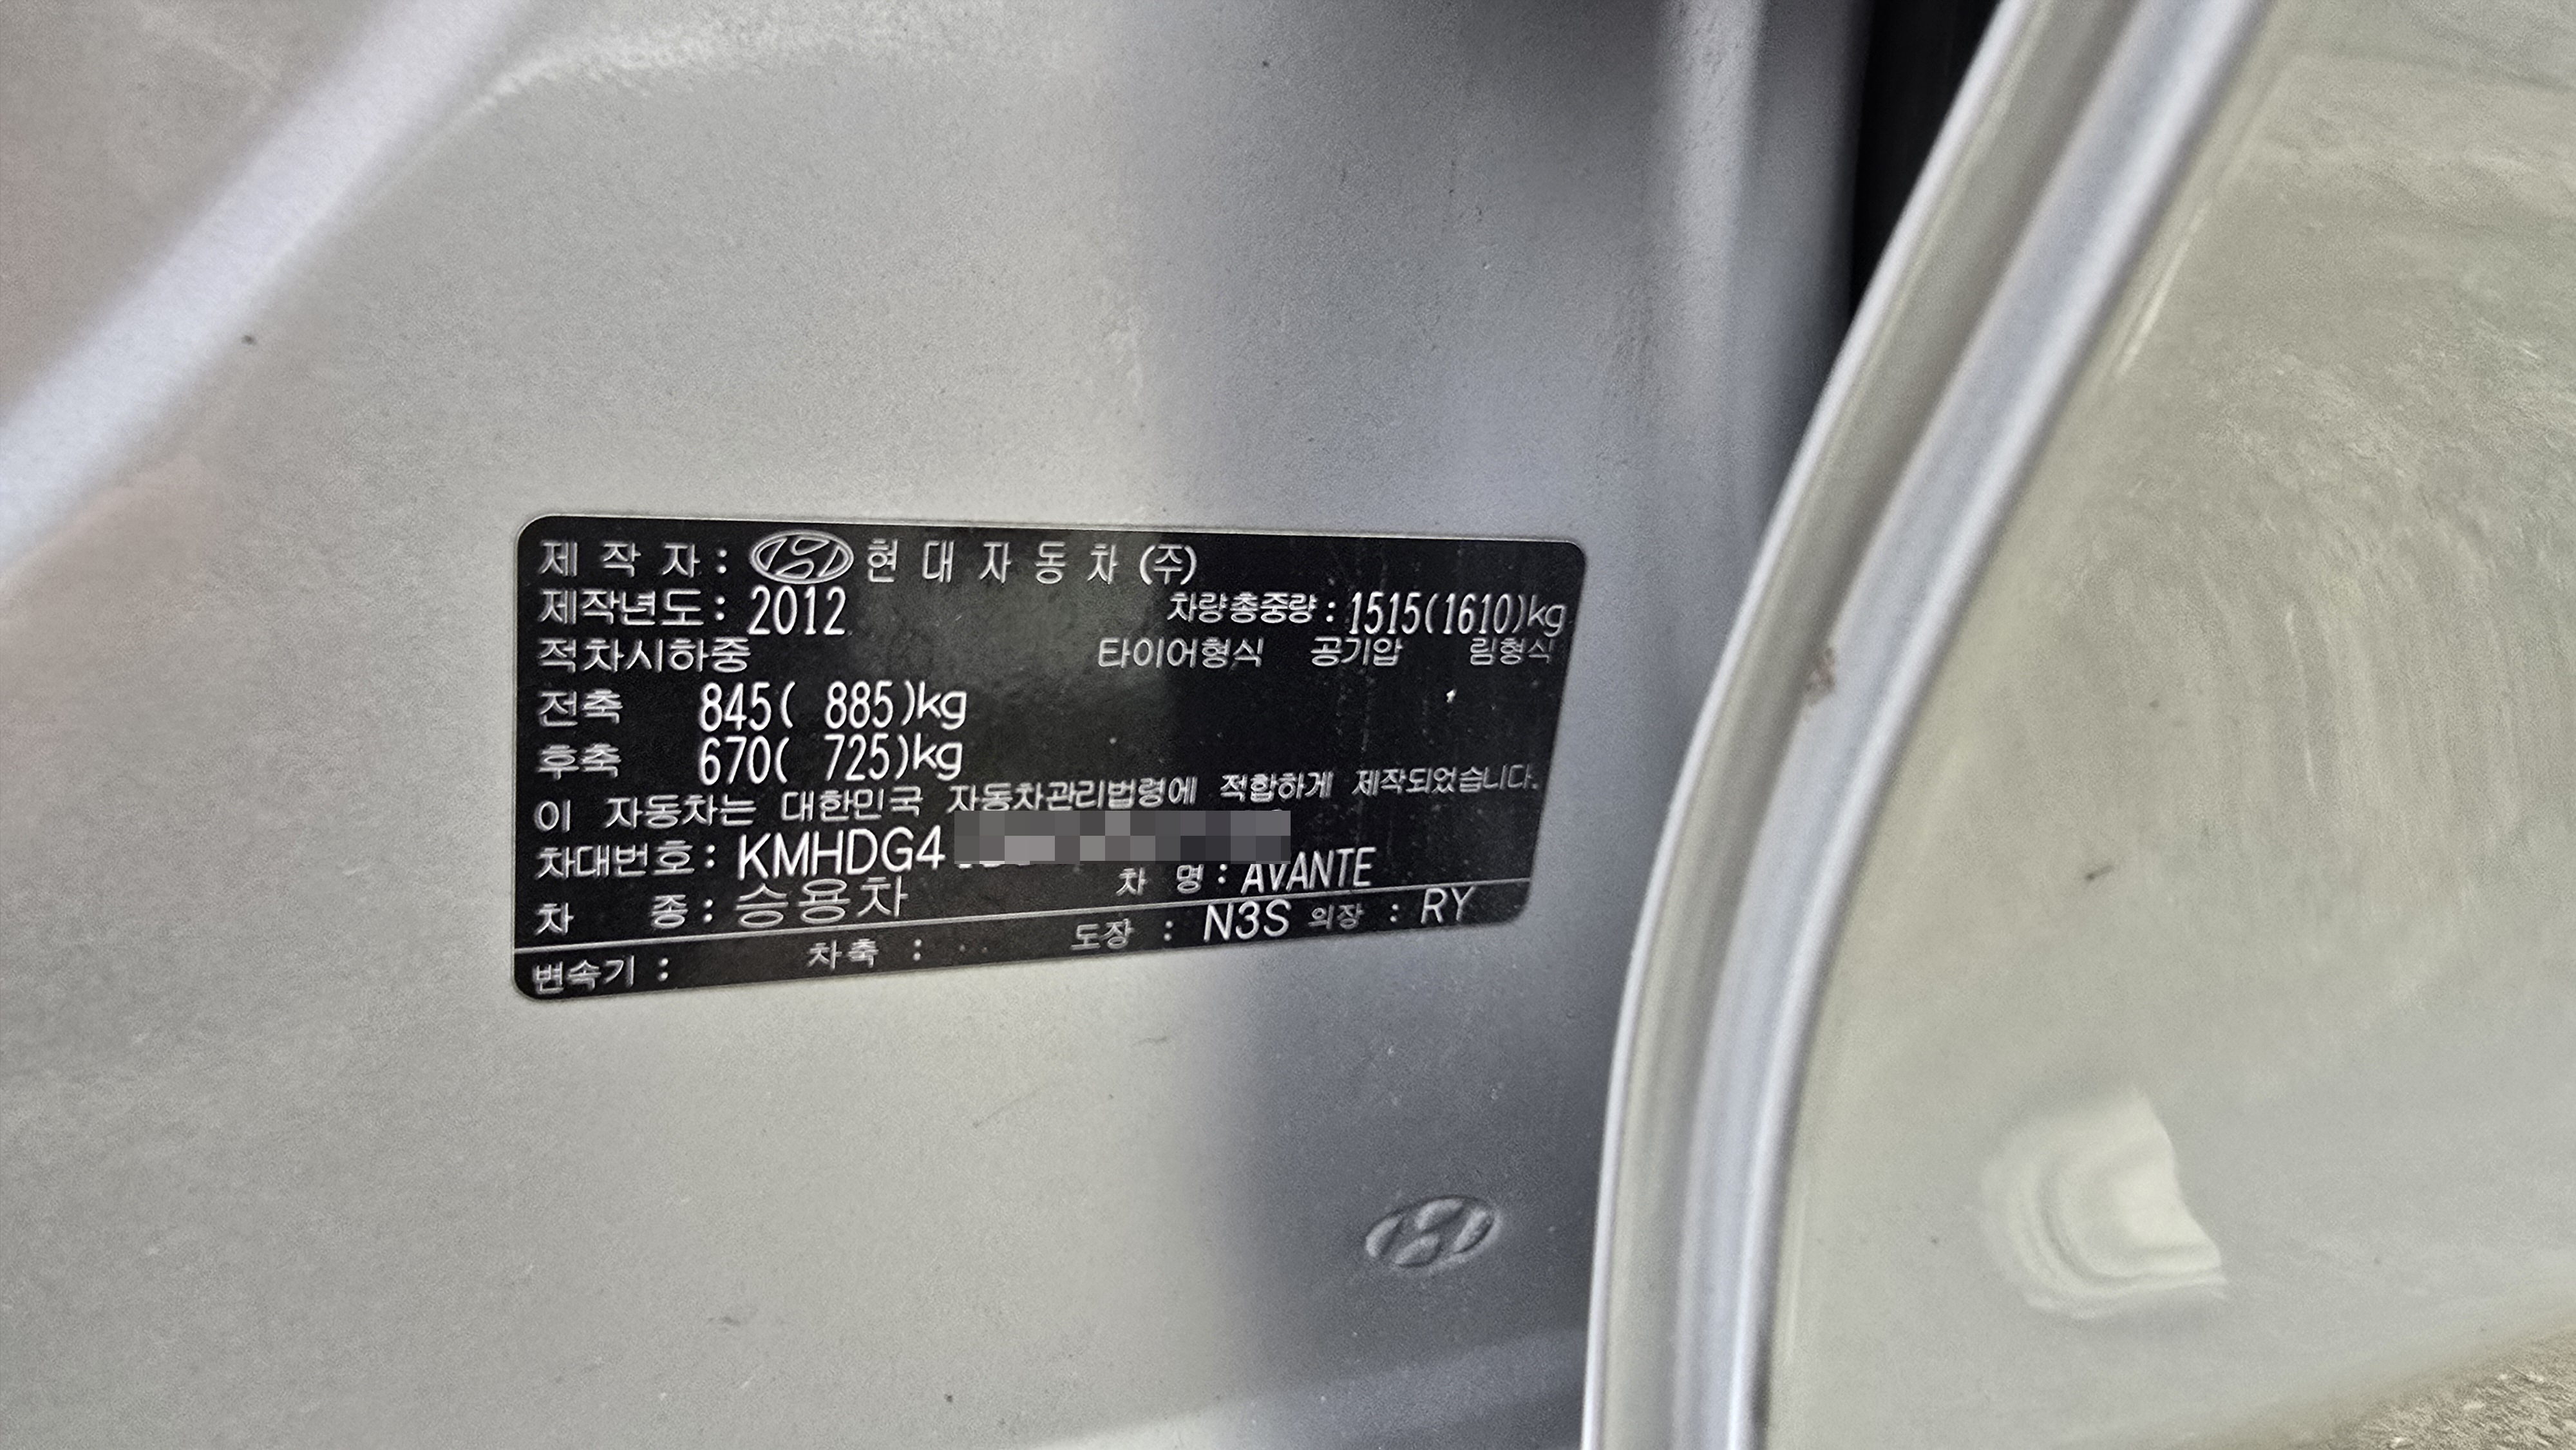 제 작 자 : 현 대 자 동 차 (주)
제작년도 : 2012 차량총중량 : 1515(1610)kg
적차시하중 타이어형식 공기압 림형식
전축 845( 885)kg
후축 670( 725)kg
이 자동차는 대한민국 자동차관리법령에 적합하게 제작되었습니다.
차대번호 : KMHDG4
차 종 : 승용차 차 명 : AVANTE
변속기 : 차축 : 도장 : N3S 의장 : RY